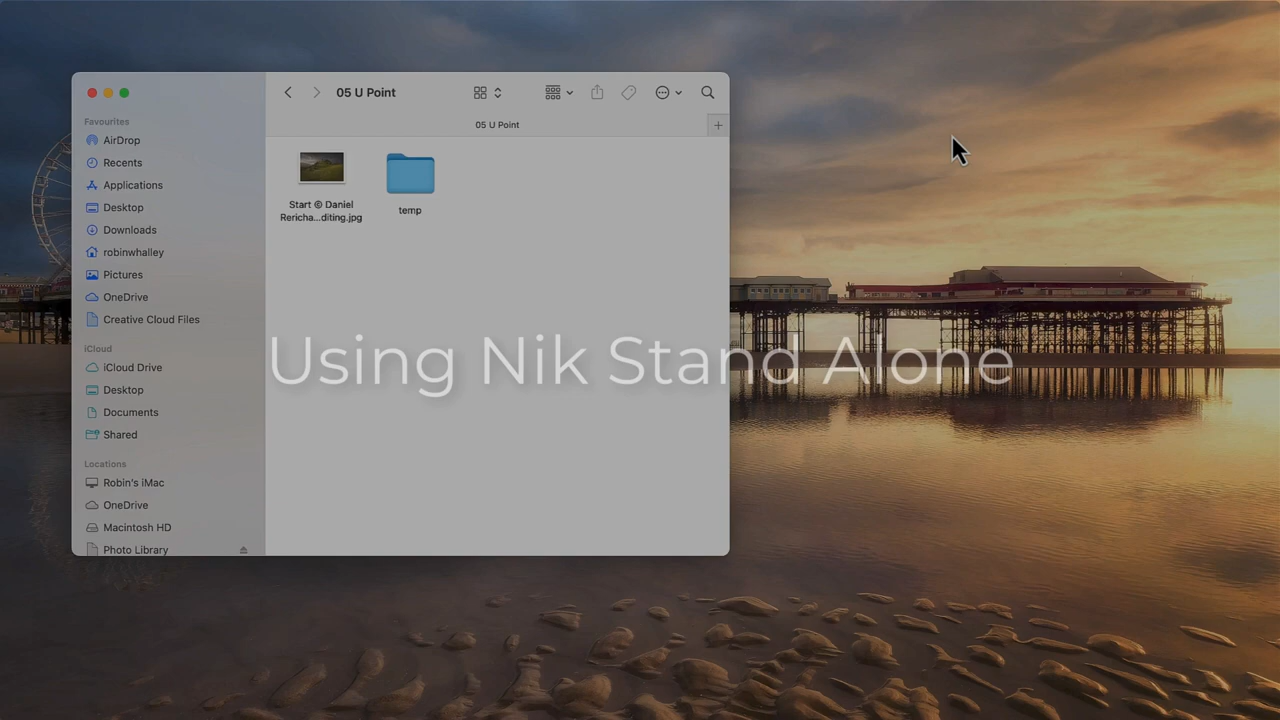 05 U Point
05 U Point
Favourites
AirDrop
Recents
Applications
Desktop
Downloads
robinwhalley
Pictures
OneDrive
Creative Cloud Files
iCloud
iCloud Drive
Desktop
Documents
Shared
Locations
Robin's iMac
OneDrive
Macintosh HD
Photo Library
Start © Daniel
Rericha...diting.jpg
temp
Using Nik Stand Alone